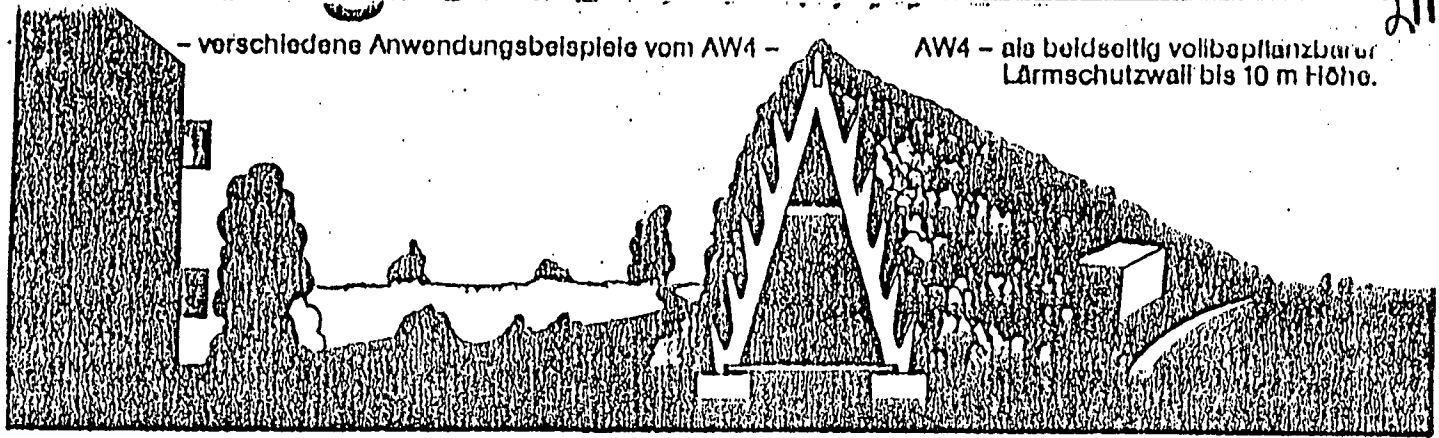 – verschiedene Anwendungsbeispiele vom AW4 –
AW4 – als beidseitig vollbepflanzbarer
Lärmschutzwall bis 10 m Höhe.